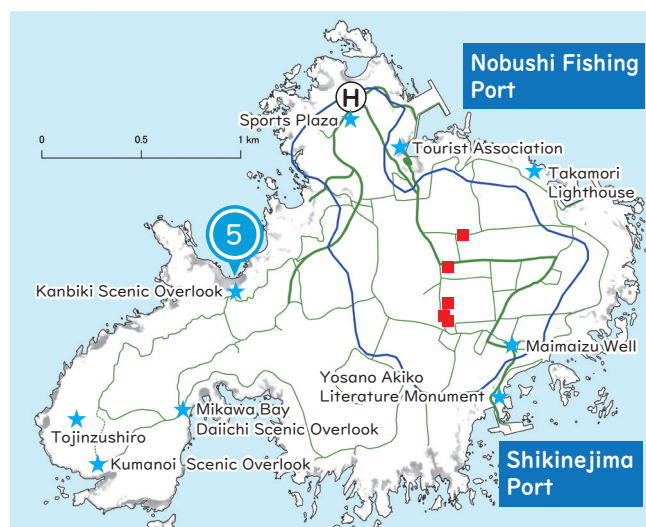 Nobushi Fishing
Port
H
Sports Plaza
0
0.5
1 km
Tourist Association
Takamori
Lighthouse
5
Kanbiki Scenic Overlook
Maimaizu Well
Yosano Akiko
Literature Monument
Mikawa Bay
Daiichi Scenic Overlook
Tojinzushiro
Kumanoi Scenic Overlook
Shikinejima
Port